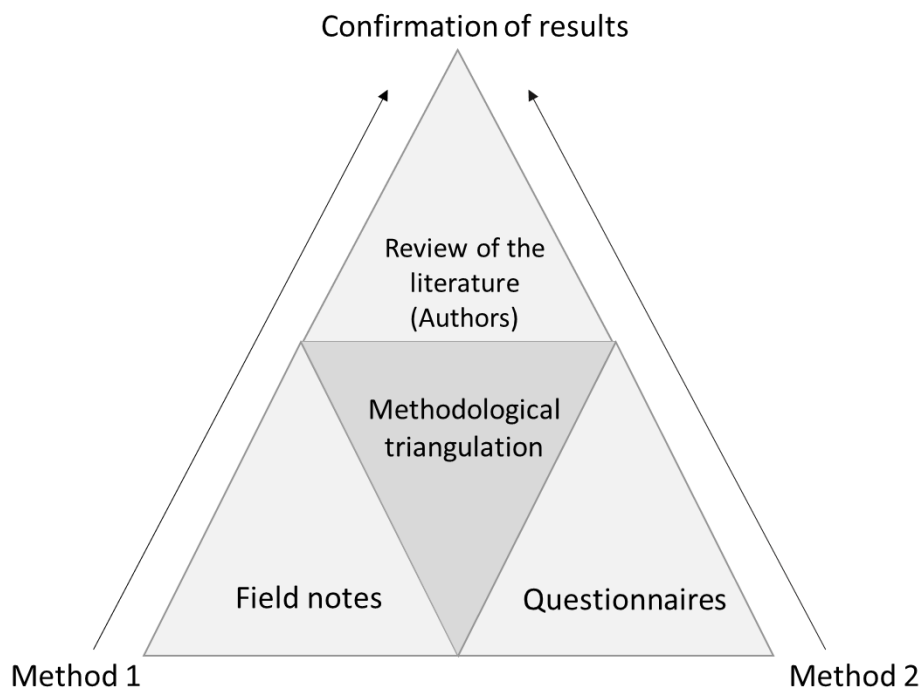 Confirmation of results
Review of the
literature
(Authors)
Methodological
triangulation
Field notes
Questionnaires
Method 1
Method 2